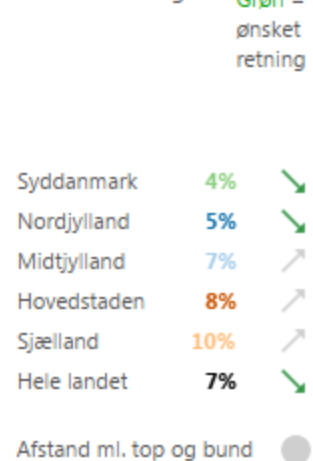 Grøn =
ønsket
retning
Syddanmark 4%
Nordjylland 5%
Midtjylland 7%
Hovedstaden 8%
Sjælland 10%
Hele landet 7%
Afstand ml. top og bund